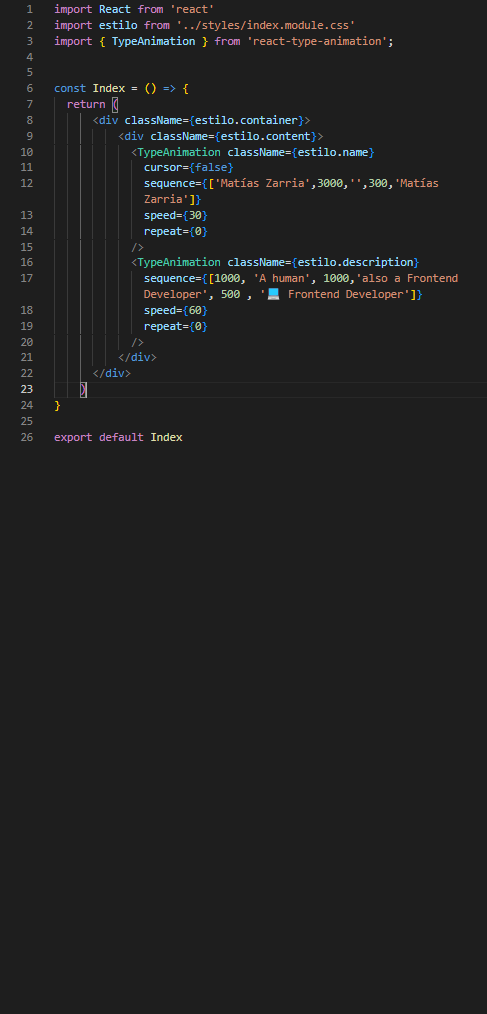 1 import React from 'react'
2 import estilo from '../styles/index.module.css'
3 import { TypeAnimation } from 'react-type-animation';
4
5
6 const Index = () => {
7 return (
8 <div className={estilo.container}>
9 <div className={estilo.content}>
10 <TypeAnimation className={estilo.name}
11 cursor={false}
12 sequence={['Matías Zarria',3000,'',300,'Matías
Zarria']}
13 speed={30}
14 repeat={0}
15 />
16 <TypeAnimation className={estilo.description}
17 sequence={[1000, 'A human', 1000,'also a Frontend
Developer', 500 , '💻 Frontend Developer']}
18 speed={60}
19 repeat={0}
20 />
21 </div>
22 </div>
23 )
24 }
25
26 export default Index